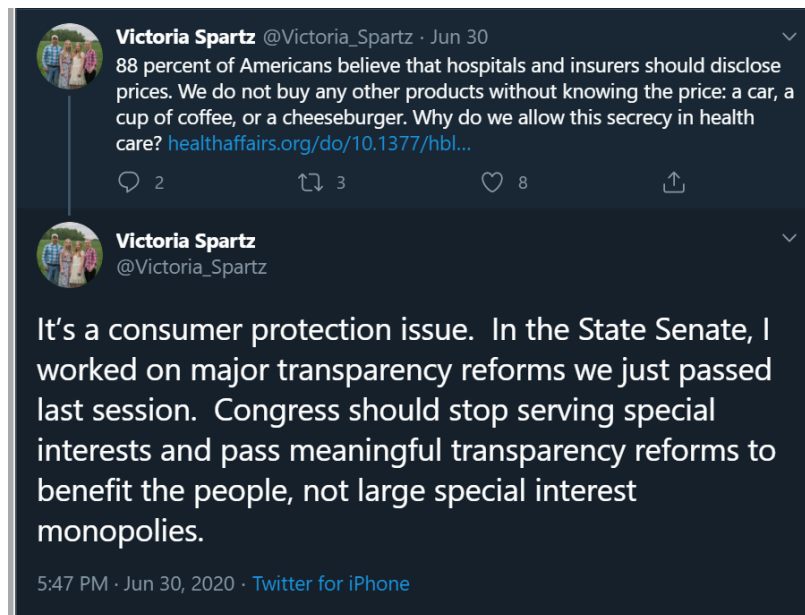 Victoria Spartz @Victoria_Spartz · Jun 30
88 percent of Americans believe that hospitals and insurers should disclose
prices. We do not buy any other products without knowing the price: a car, a
cup of coffee, or a cheeseburger. Why do we allow this secrecy in health
care? healthaffairs.org/do/10.1377/hbl...
2 3 8
Victoria Spartz
@Victoria_Spartz
It's a consumer protection issue.  In the State Senate, I
worked on major transparency reforms we just passed
last session.  Congress should stop serving special
interests and pass meaningful transparency reforms to
benefit the people, not large special interest
monopolies.
5:47 PM · Jun 30, 2020 · Twitter for iPhone